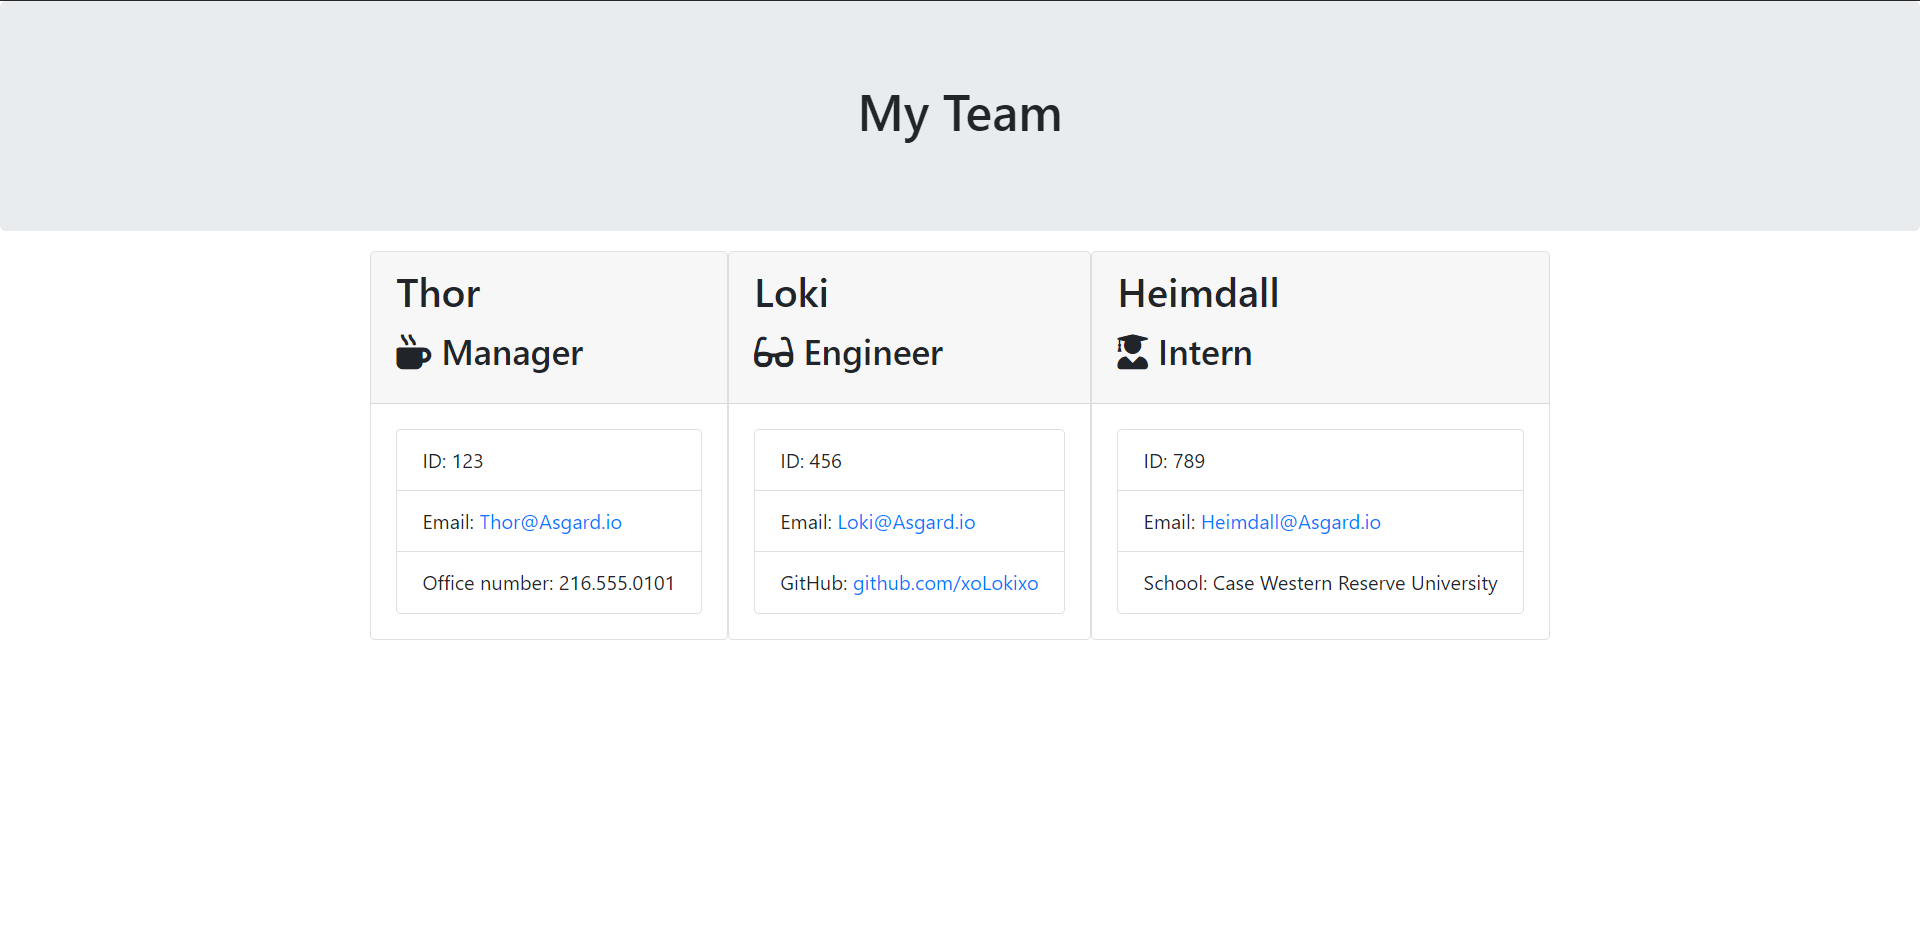 My Team
Thor
Manager
ID: 123
Email: Thor@Asgard.io
Office number: 216.555.0101
Loki
Engineer
ID: 456
Email: Loki@Asgard.io
GitHub: github.com/xoLokixo
Heimdall
Intern
ID: 789
Email: Heimdall@Asgard.io
School: Case Western Reserve University